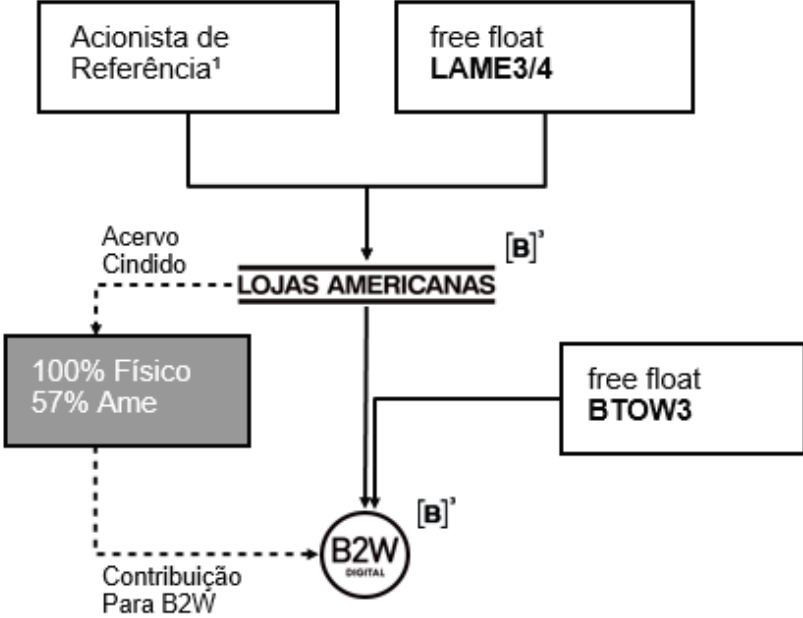 Acionista de
Referência¹
free float
LAME3/4
Acervo
Cindido
[B]³
LOJAS AMERICANAS
100% Físico
57% Ame
free float
BTOW3
[B]³
B2W
DIGITAL
Contribuição
Para B2W